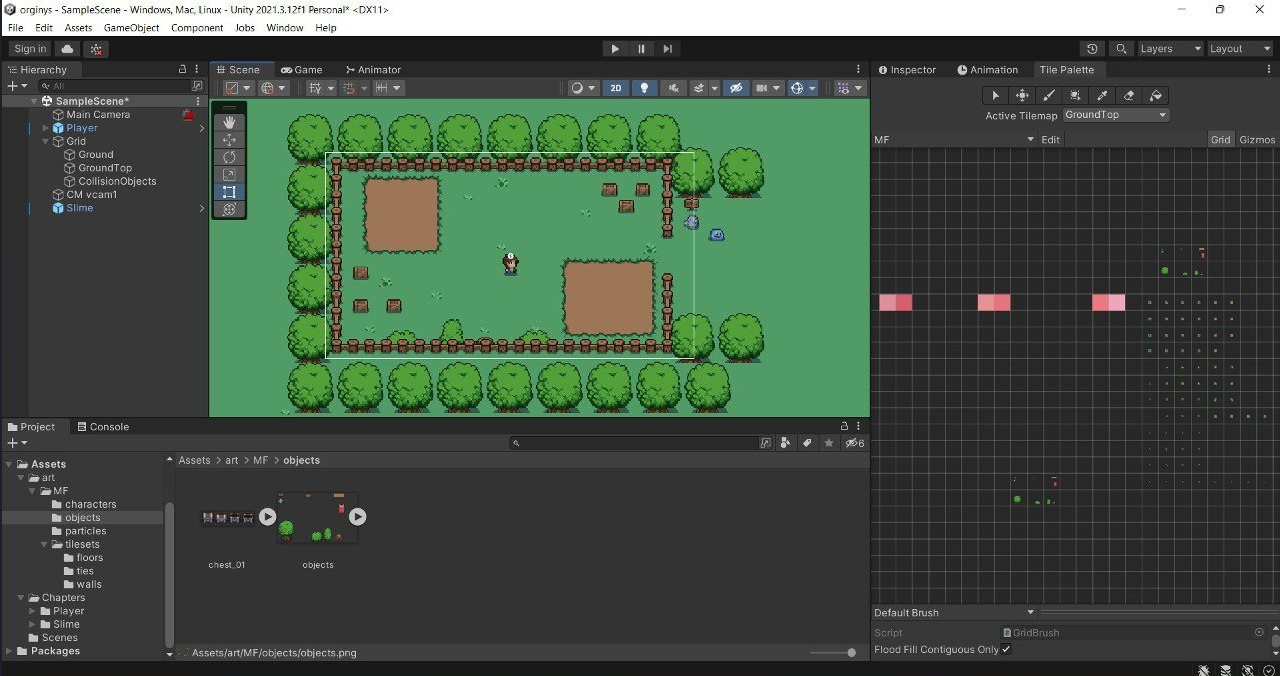 orginys - SampleScene - Windows, Mac, Linux - Unity 2021.3.12f1 Personal* <DX11>
File Edit Assets GameObject Component Jobs Window Help
Sign in
Layers Layout
Hierarchy
All
SampleScene*
Main Camera
Player
Grid
Ground
GroundTop
CollisionObjects
CM vcam1
Slime
Scene Game Animator
2D
Inspector Animation Tile Palette
Active Tilemap GroundTop
MF Edit Grid Gizmos
Project Console
6
Assets
art
MF
characters
objects
particles
tilesets
floors
ties
walls
Chapters
Player
Slime
Scenes
Packages
Assets > art > MF > objects
chest_01 objects
Assets/art/MF/objects/objects.png
Default Brush
Script GridBrush
Flood Fill Contiguous Only